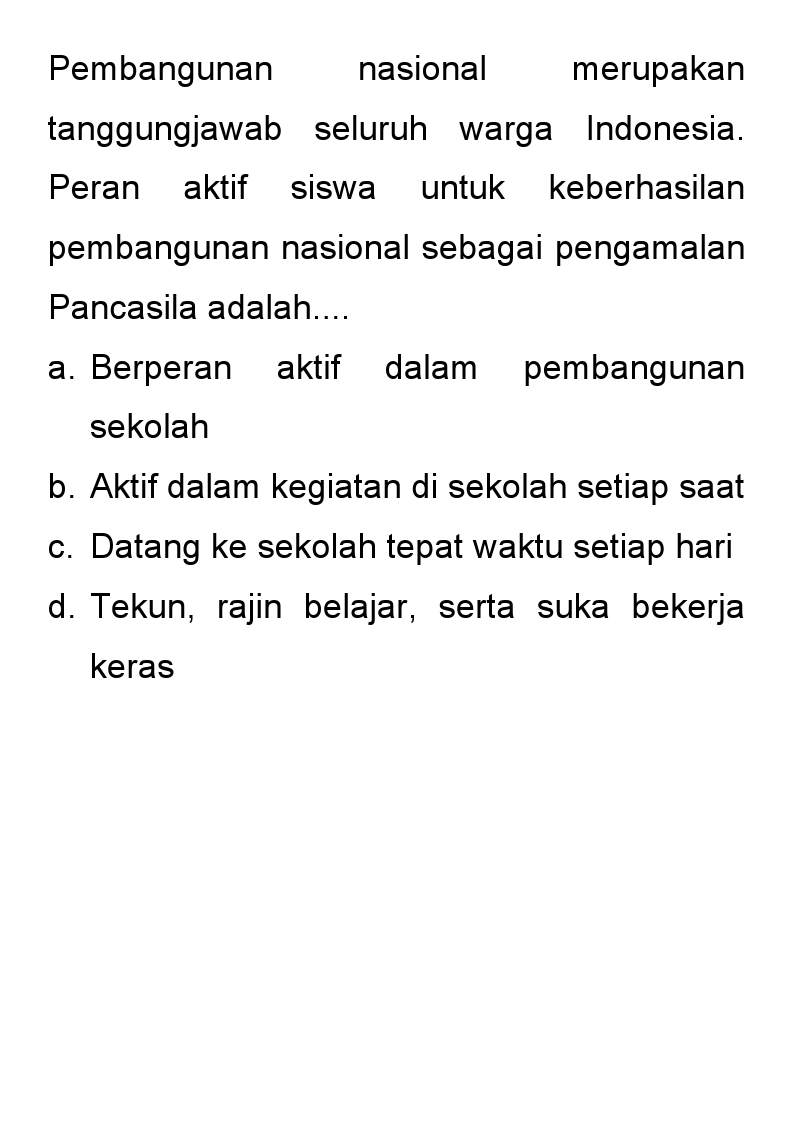 Pembangunan nasional merupakan
tanggungjawab seluruh warga Indonesia.
Peran aktif siswa untuk keberhasilan
pembangunan nasional sebagai pengamalan
Pancasila adalah....
a. Berperan aktif dalam pembangunan
sekolah
b. Aktif dalam kegiatan di sekolah setiap saat
c. Datang ke sekolah tepat waktu setiap hari
d. Tekun, rajin belajar, serta suka bekerja
keras